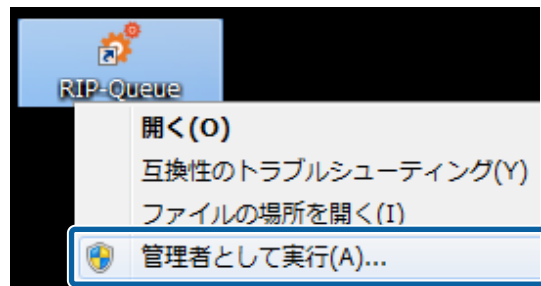 RIP-Queue
開く(O)
互換性のトラブルシューティング(Y)
ファイルの場所を開く(I)
管理者として実行(A)...